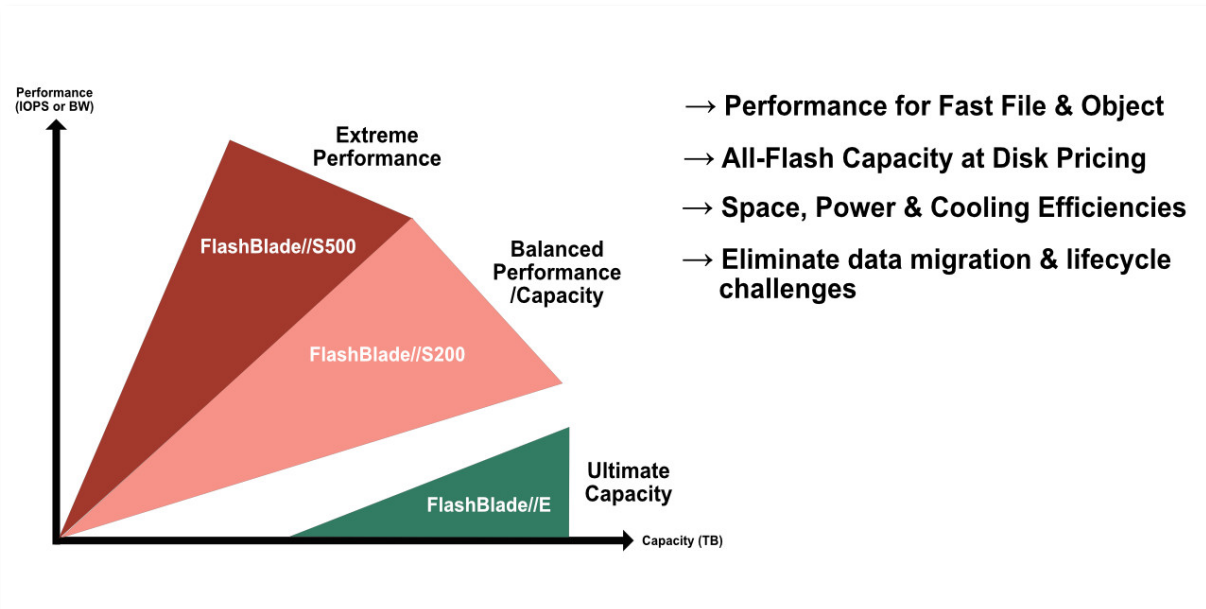 Performance
(IOPS or BW)
Extreme
Performance
FlashBlade//S500
Balanced
Performance
/Capacity
FlashBlade//S200
Ultimate
Capacity
FlashBlade//E
Capacity (TB)
→ Performance for Fast File & Object
→ All-Flash Capacity at Disk Pricing
→ Space, Power & Cooling Efficiencies
→ Eliminate data migration & lifecycle
challenges